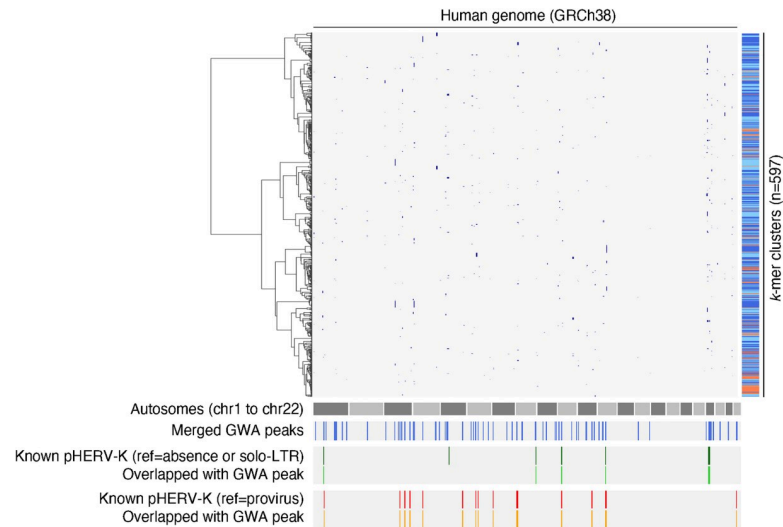 Human genome (GRCh38)
k-mer clusters (n=597)
Autosomes (chr1 to chr22)
Merged GWA peaks
Known pHERV-K (ref=absence or solo-LTR)
Overlapped with GWA peak
Known pHERV-K (ref=provirus)
Overlapped with GWA peak